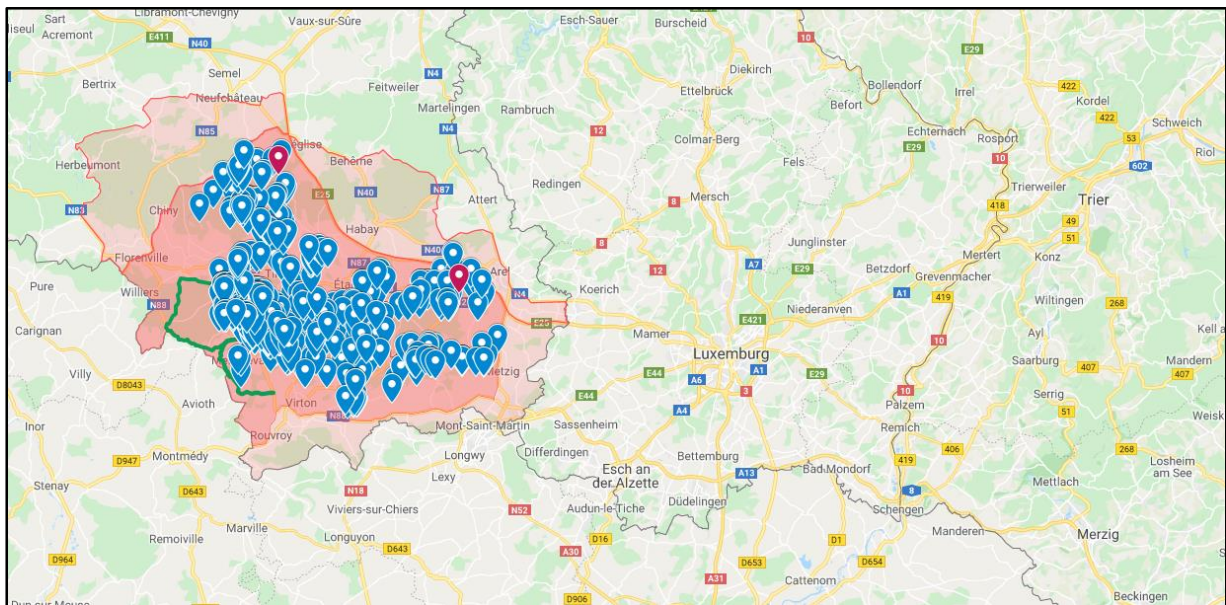 Sart
Libramont-Chevigny
Vaux-sur-Sûre
Esch-Sauer
Burscheid
Acremont
E411
N40
N4
10
E29
Semel
Diekirch
Bollendorf
Irrel
Bertrix
Feitweiler
Ettelbrück
422
Neufchâteau
Martelingen
Rambruch
Befort
Kordel
422
Schweich
N85
N4
12
Colmar-Berg
Echternach
Rosport
53
Herbeumont
Behême
E29
10
602
Riol
E25
N40
N87
Redingen
Fels
Trierweiler
Chiny
Attert
8
Mersch
418
Trier
Habay
Junglinster
49
N40
8
E29
Mertert
51
Florenville
N87
12
A7
Konz
Pure
Williers
N4
Koerich
Betzdorf
Grevenmacher
A1
419
Wiltingen
268
N88
E25
Mamer
E421
Niederanven
Carignan
Luxemburg
10
Ayl
Villy
E44
A6
A1
E29
Saarburg
407
Mandern
D8043
3
407
Avioth
Virton
E44
A4
10
Palzem
Serrig
Inor
Mont-Saint-Martin
Sassenheim
Remich
51
Rouvroy
406
Montmédy
Differdingen
Bettemburg
419
268
D947
Longwy
Esch an
der Alzette
A13
Bad Mondorf
Losheim
am See
D643
Lexy
8
Mettlach
Stenay
N18
Düdelingen
Schengen
Viviers-sur-Chiers
N52
Audun-le-Tiche
Manderen
Marville
Merzig
Remoiville
Longuyon
D16
D1
D643
A30
D964
D653
D654
A31
Cattenom
D906
Beckingen